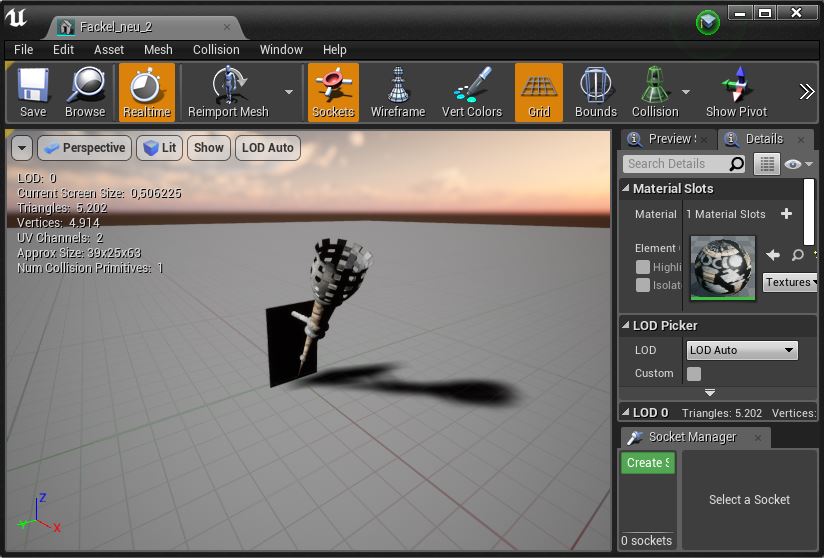 Fackel_neu_2
File Edit Asset Mesh Collision Window Help
Save Browse Realtime Reimport Mesh Sockets Wireframe Vert Colors Grid Bounds Collision Show Pivot
Perspective Lit Show LOD Auto
LOD: 0
Current Screen Size: 0,506225
Triangles: 5.202
Vertices: 4.914
UV Channels: 2
Approx Size: 39x25x63
Num Collision Primitives: 1
Z
Y
X
Preview S Details
Search Details
Material Slots
Material 1 Material Slots
Element
Highli
Isolate
Textures
LOD Picker
LOD LOD Auto
Custom
LOD 0 Triangles: 5.202 Vertices:
Socket Manager
Create S
Select a Socket
0 sockets